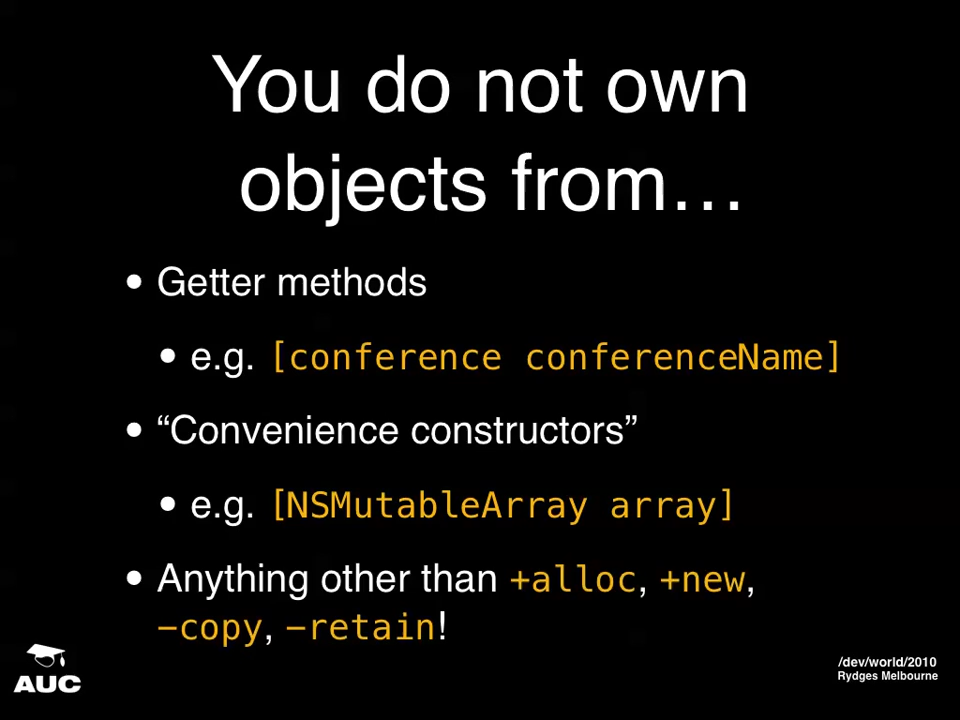 You do not own
objects from…
• Getter methods
• e.g. [conference conferenceName]
• “Convenience constructors”
• e.g. [NSMutableArray array]
• Anything other than +alloc, +new,
-copy, -retain!
AUC
/dev/world/2010
Rydges Melbourne